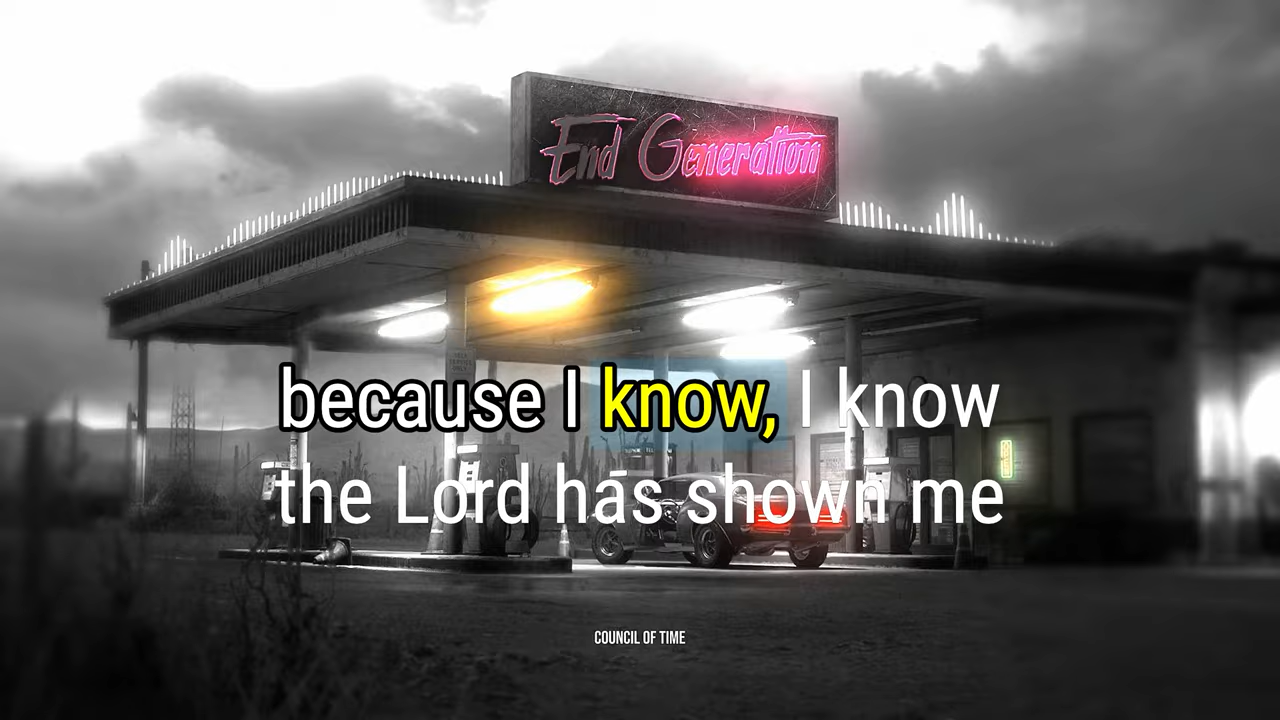 End Generation
because I know, I know
the Lord has shown me
COUNCIL OF TIME